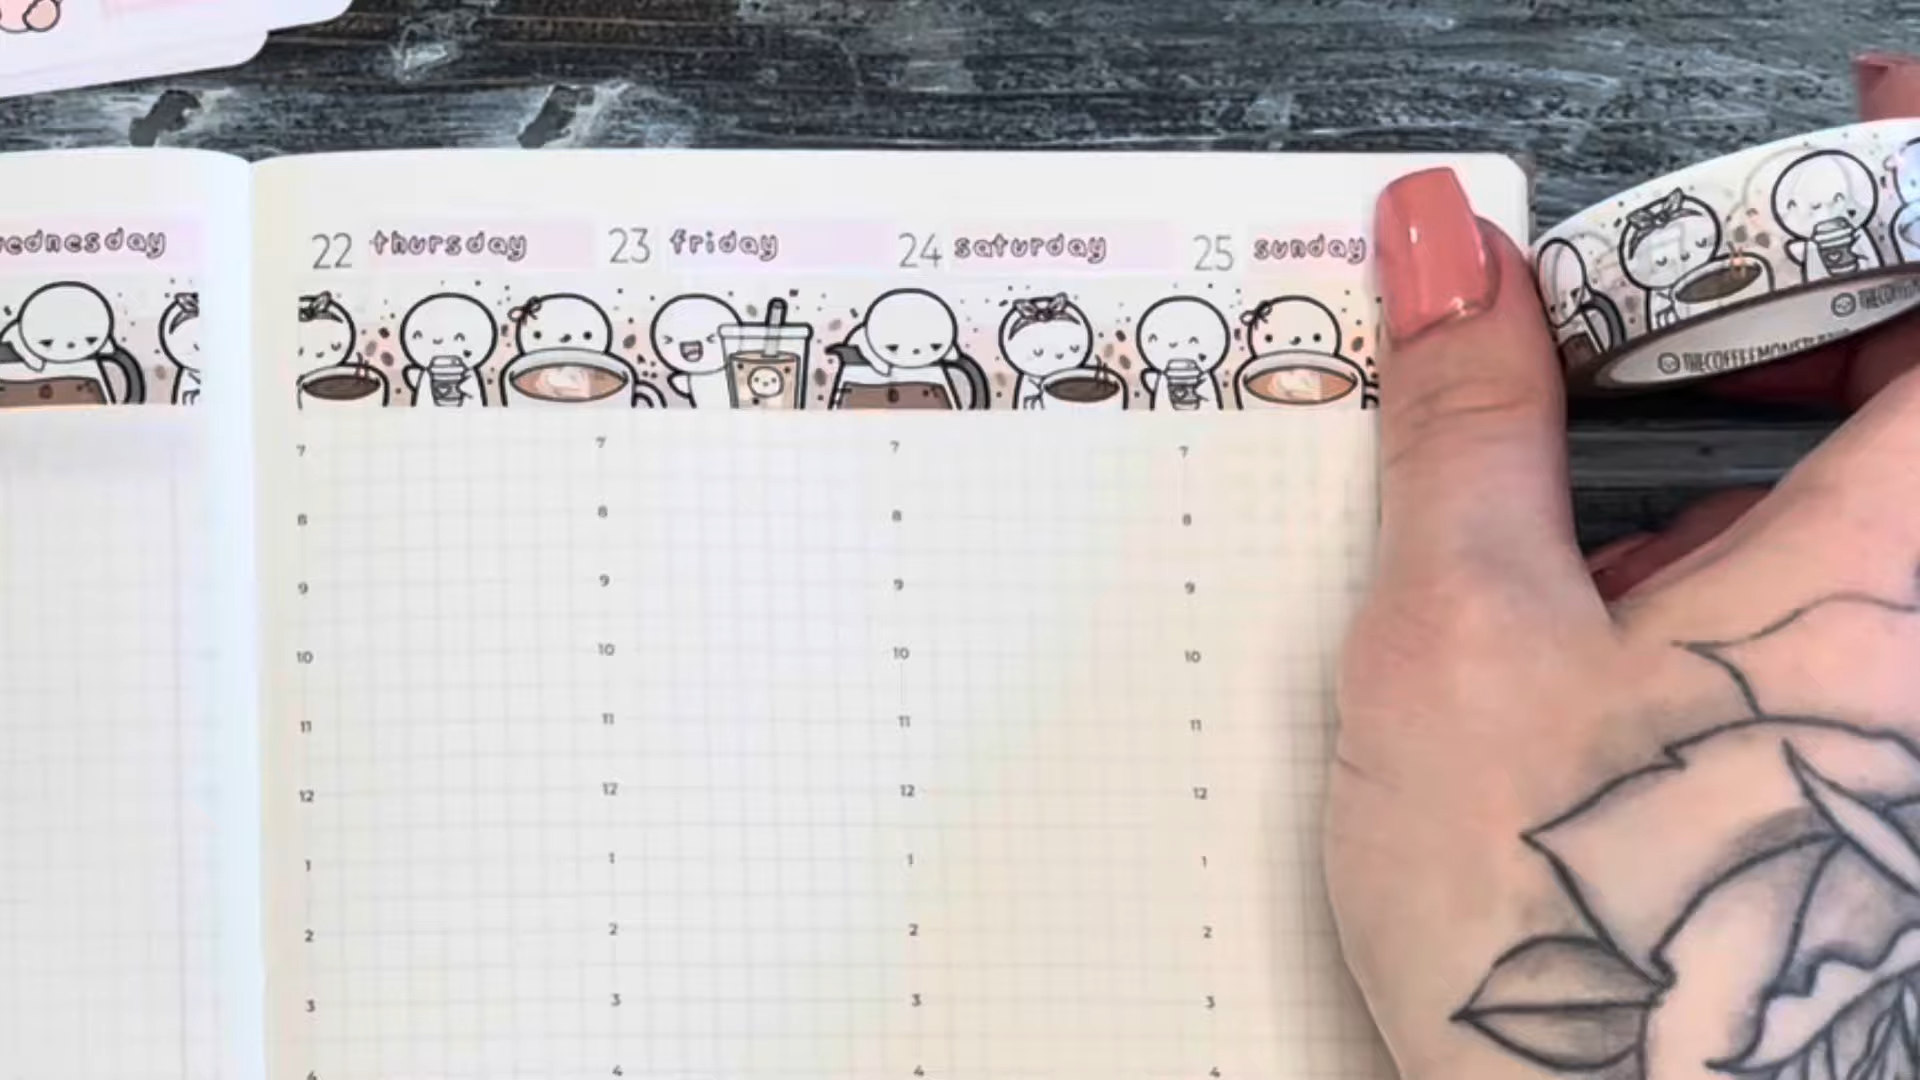 22 thursday 23 friday 24 saturday 25 sunday
7 7 7 7
8 8 8 8
9 9 9 9
10 10 10 10
11 11 11 11
12 12 12 12
1 1 1 1
2 2 2 2
3 3 3 3
4 4 4 4